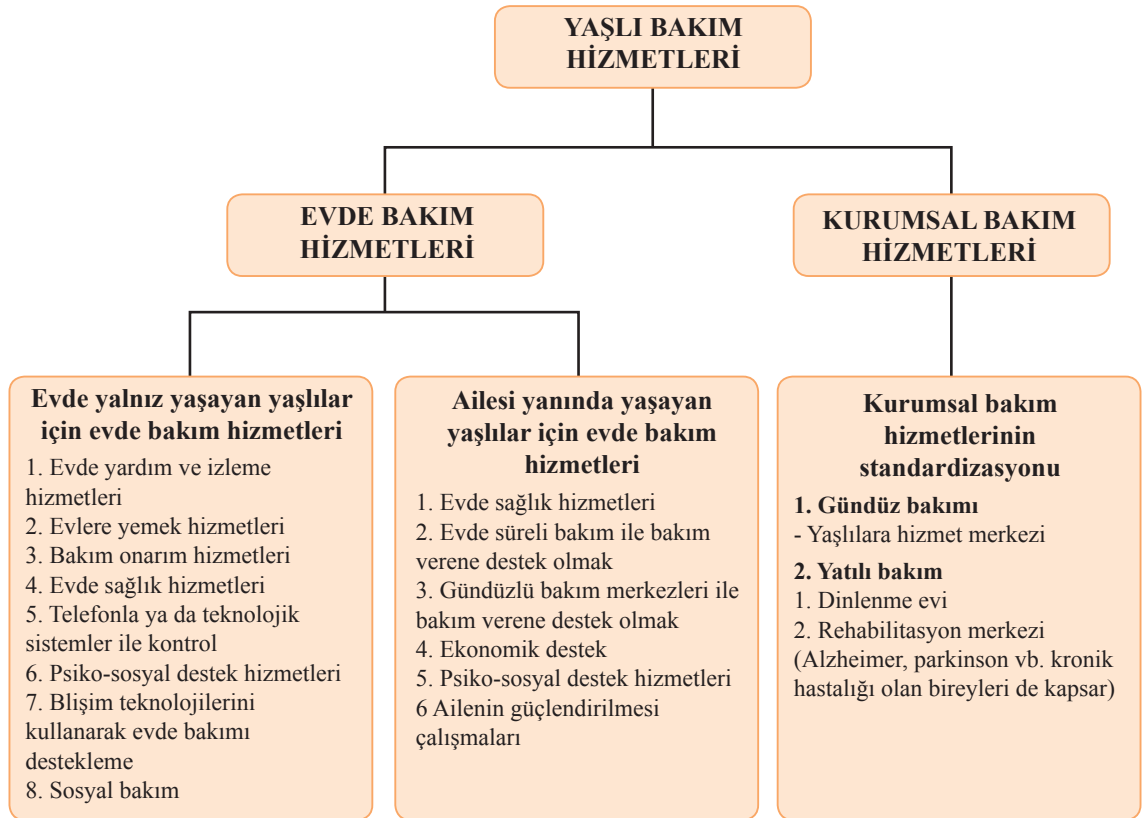 YAŞLI BAKIM
HİZMETLERİ
EVDE BAKIM
HİZMETLERİ
KURUMSAL BAKIM
HİZMETLERİ
Evde yalnız yaşayan yaşlılar
için evde bakım hizmetleri
1. Evde yardım ve izleme
hizmetleri
2. Evlere yemek hizmetleri
3. Bakım onarım hizmetleri
4. Evde sağlık hizmetleri
5. Telefonla ya da teknolojik
sistemler ile kontrol
6. Psiko-sosyal destek hizmetleri
7. Blişim teknolojilerini
kullanarak evde bakımı
destekleme
8. Sosyal bakım
Ailesi yanında yaşayan
yaşlılar için evde bakım
hizmetleri
1. Evde sağlık hizmetleri
2. Evde süreli bakım ile bakım
verene destek olmak
3. Gündüzlü bakım merkezleri ile
bakım verene destek olmak
4. Ekonomik destek
5. Psiko-sosyal destek hizmetleri
6 Ailenin güçlendirilmesi
çalışmaları
Kurumsal bakım
hizmetlerinin
standardizasyonu
1. Gündüz bakımı
- Yaşlılara hizmet merkezi
2. Yatılı bakım
1. Dinlenme evi
2. Rehabilitasyon merkezi
(Alzheimer, parkinson vb. kronik
hastalığı olan bireyleri de kapsar)